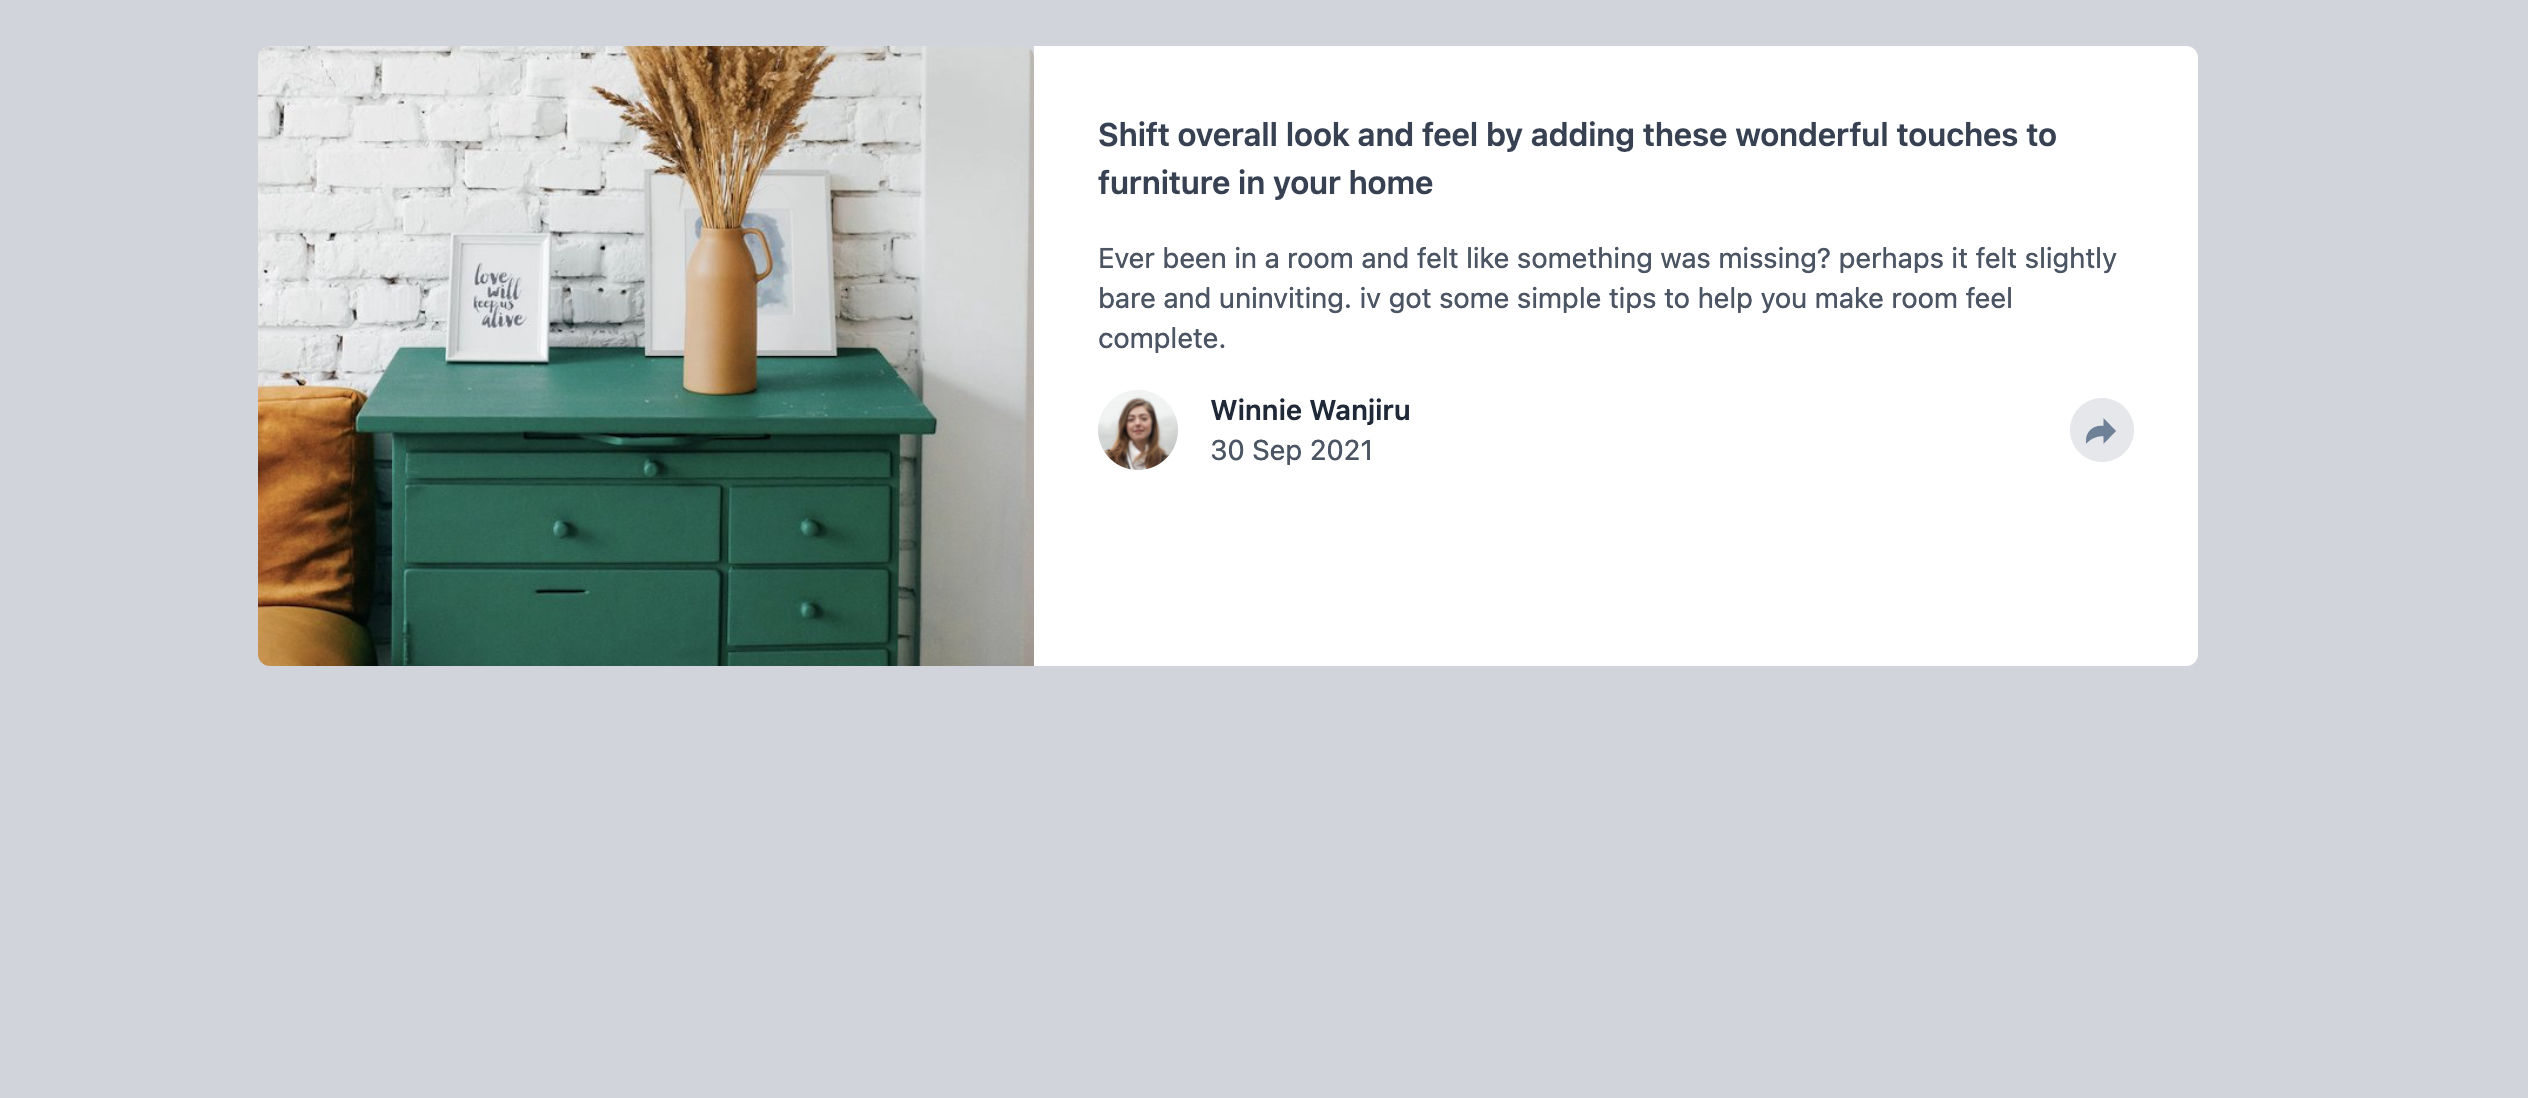 Shift overall look and feel by adding these wonderful touches to
furniture in your home
Ever been in a room and felt like something was missing? perhaps it felt slightly
bare and uninviting. iv got some simple tips to help you make room feel
complete.
Winnie Wanjiru
30 Sep 2021
love
will
keep us
alive